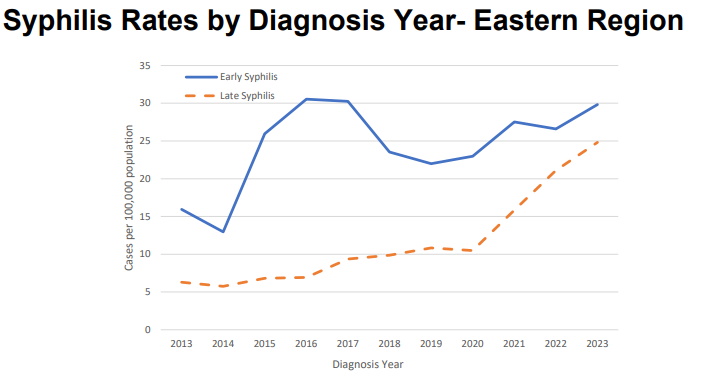 Syphilis Rates by Diagnosis Year- Eastern Region
35
30
25
20
15
10
5
0
Cases per 100,000 population
Early Syphilis
Late Syphilis
2013 2014 2015 2016 2017 2018 2019 2020 2021 2022 2023
Diagnosis Year